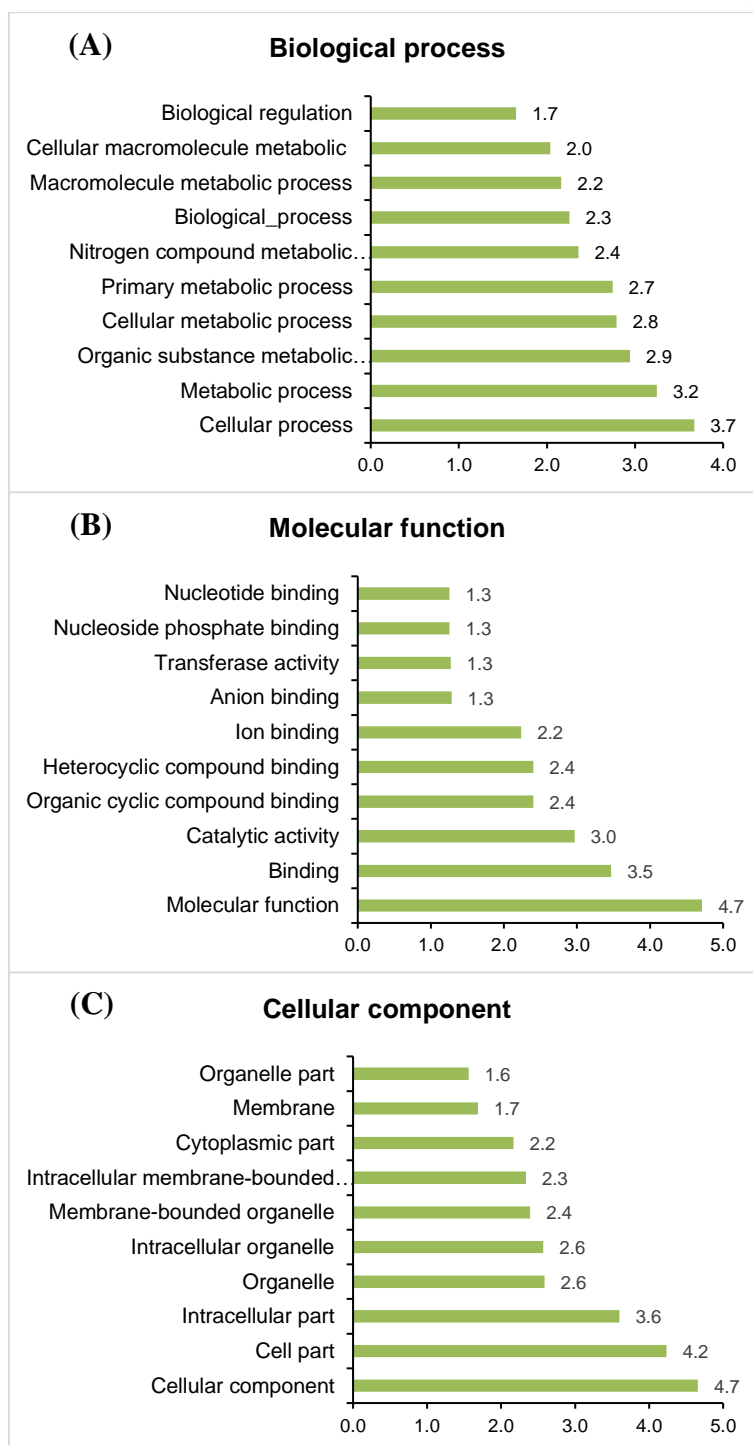 (A) Biological process
Biological regulation 1.7
Cellular macromolecule metabolic 2.0
Macromolecule metabolic process 2.2
Biological_process 2.3
Nitrogen compound metabolic… 2.4
Primary metabolic process 2.7
Cellular metabolic process 2.8
Organic substance metabolic… 2.9
Metabolic process 3.2
Cellular process 3.7
0.0 1.0 2.0 3.0 4.0
(B) Molecular function
Nucleotide binding 1.3
Nucleoside phosphate binding 1.3
Transferase activity 1.3
Anion binding 1.3
Ion binding 2.2
Heterocyclic compound binding 2.4
Organic cyclic compound binding 2.4
Catalytic activity 3.0
Binding 3.5
Molecular function 4.7
0.0 1.0 2.0 3.0 4.0 5.0
(C) Cellular component
Organelle part 1.6
Membrane 1.7
Cytoplasmic part 2.2
Intracellular membrane-bounded… 2.3
Membrane-bounded organelle 2.4
Intracellular organelle 2.6
Organelle 2.6
Intracellular part 3.6
Cell part 4.2
Cellular component 4.7
0.0 1.0 2.0 3.0 4.0 5.0